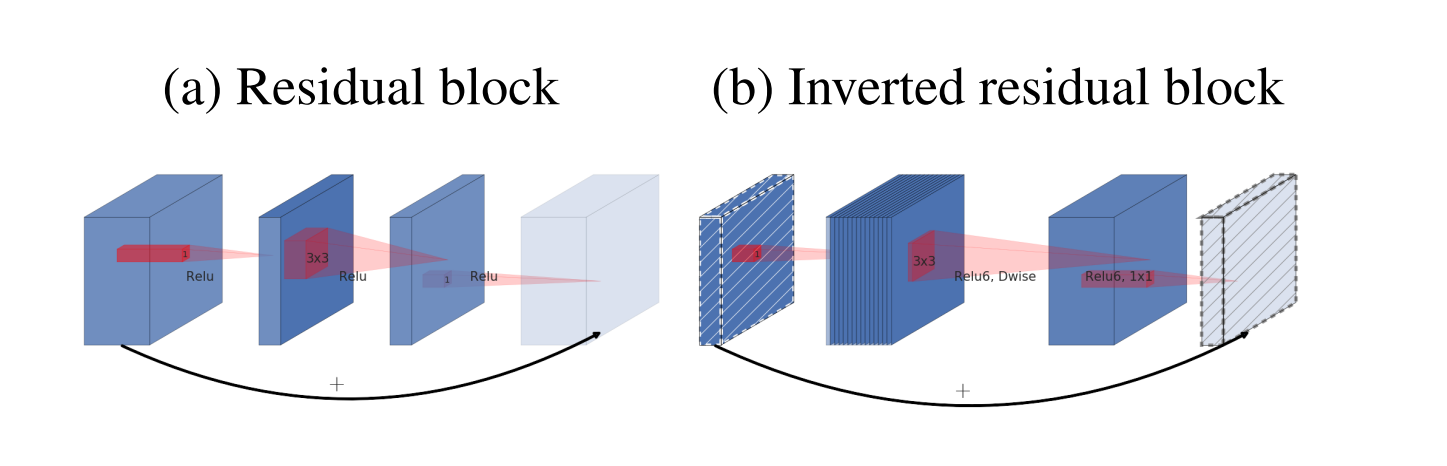 (a) Residual block
(b) Inverted residual block
1
Relu
3x3
Relu
1
Relu
+
1
3x3
Relu6, Dwise
Relu6, 1x1
+